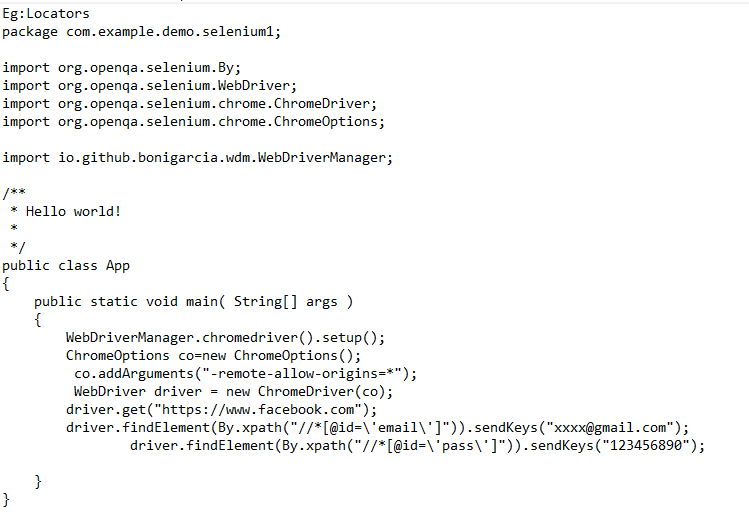 Eg:Locators
package com.example.demo.selenium1;
import org.openqa.selenium.By;
import org.openqa.selenium.WebDriver;
import org.openqa.selenium.chrome.ChromeDriver;
import org.openqa.selenium.chrome.ChromeOptions;
import io.github.bonigarcia.wdm.WebDriverManager;
/**
 * Hello world!
 *
 */
public class App
{
    public static void main( String[] args )
    {
        WebDriverManager.chromedriver().setup();
        ChromeOptions co=new ChromeOptions();
         co.addArguments("-remote-allow-origins=*");
         WebDriver driver = new ChromeDriver(co);
        driver.get("https://www.facebook.com");
        driver.findElement(By.xpath("//*[@id=\'email\']")).sendKeys("xxxx@gmail.com");
                driver.findElement(By.xpath("//*[@id=\'pass\']")).sendKeys("123456890");
    }
}